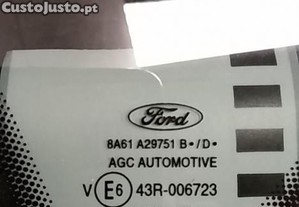 CustoJusto.pt
Ford
8A61 A29751 B•/D•
AGC AUTOMOTIVE
V E6 43R-006723